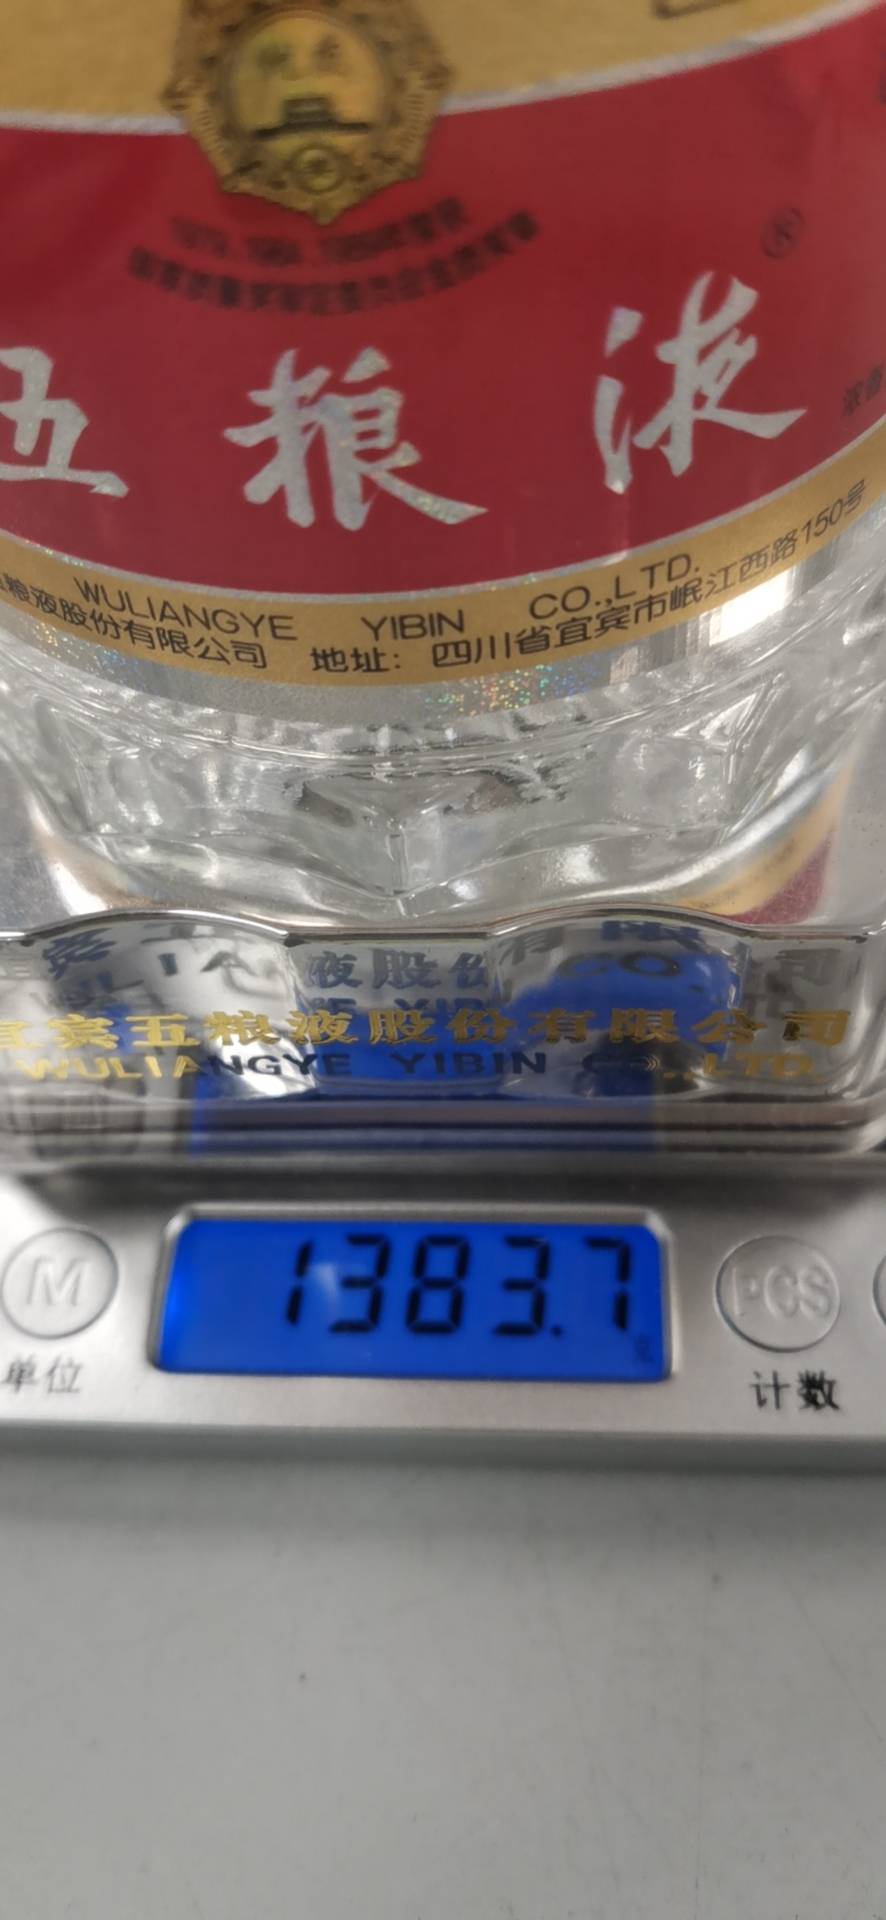 ®
五粮液
WULIANGYE YIBIN CO.,LTD.
粮液股份有限公司 地址：四川省宜宾市岷江西路150号
宜宾五粮液股份有限公司
WULIANGYE YIBIN CO.,LTD.
M
1383.7
PCS
单位
计数